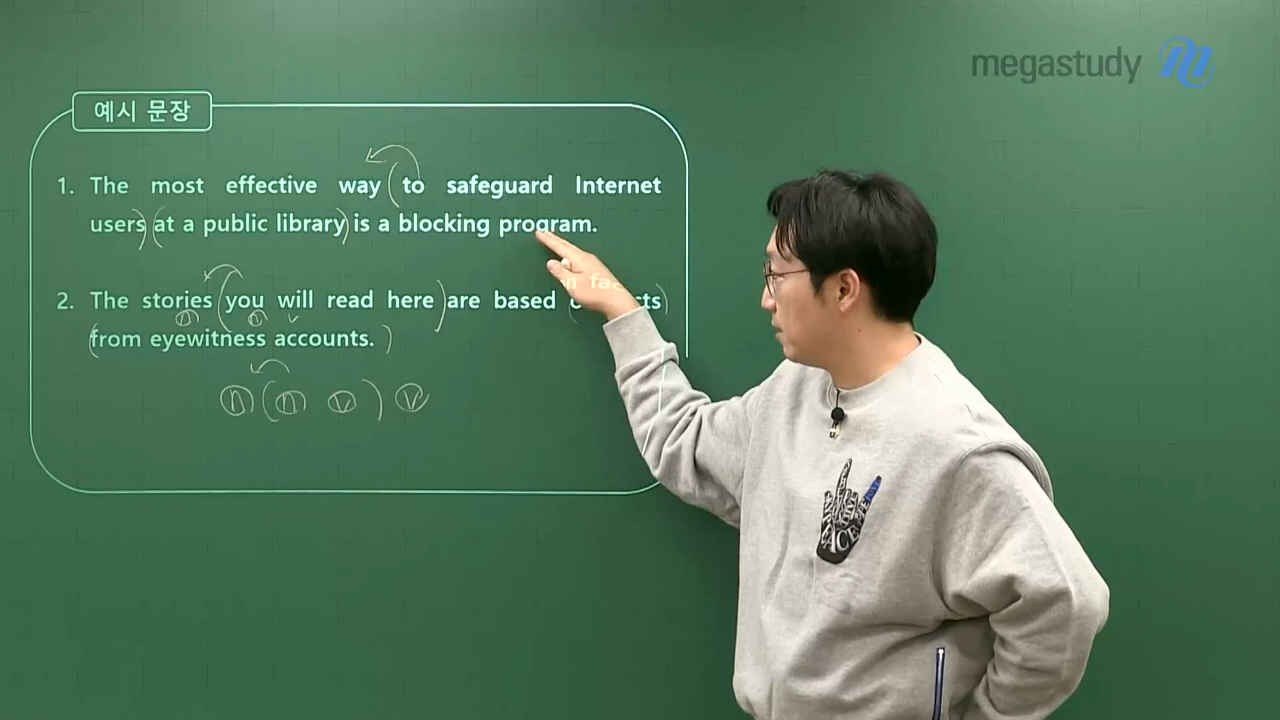 megastudy
예시 문장
1. The most effective way (to safeguard Internet
users) (at a public library) is a blocking program.
2. The stories (you will read here) are based
from eyewitness accounts.)
n n v
n (n v) v
ACE